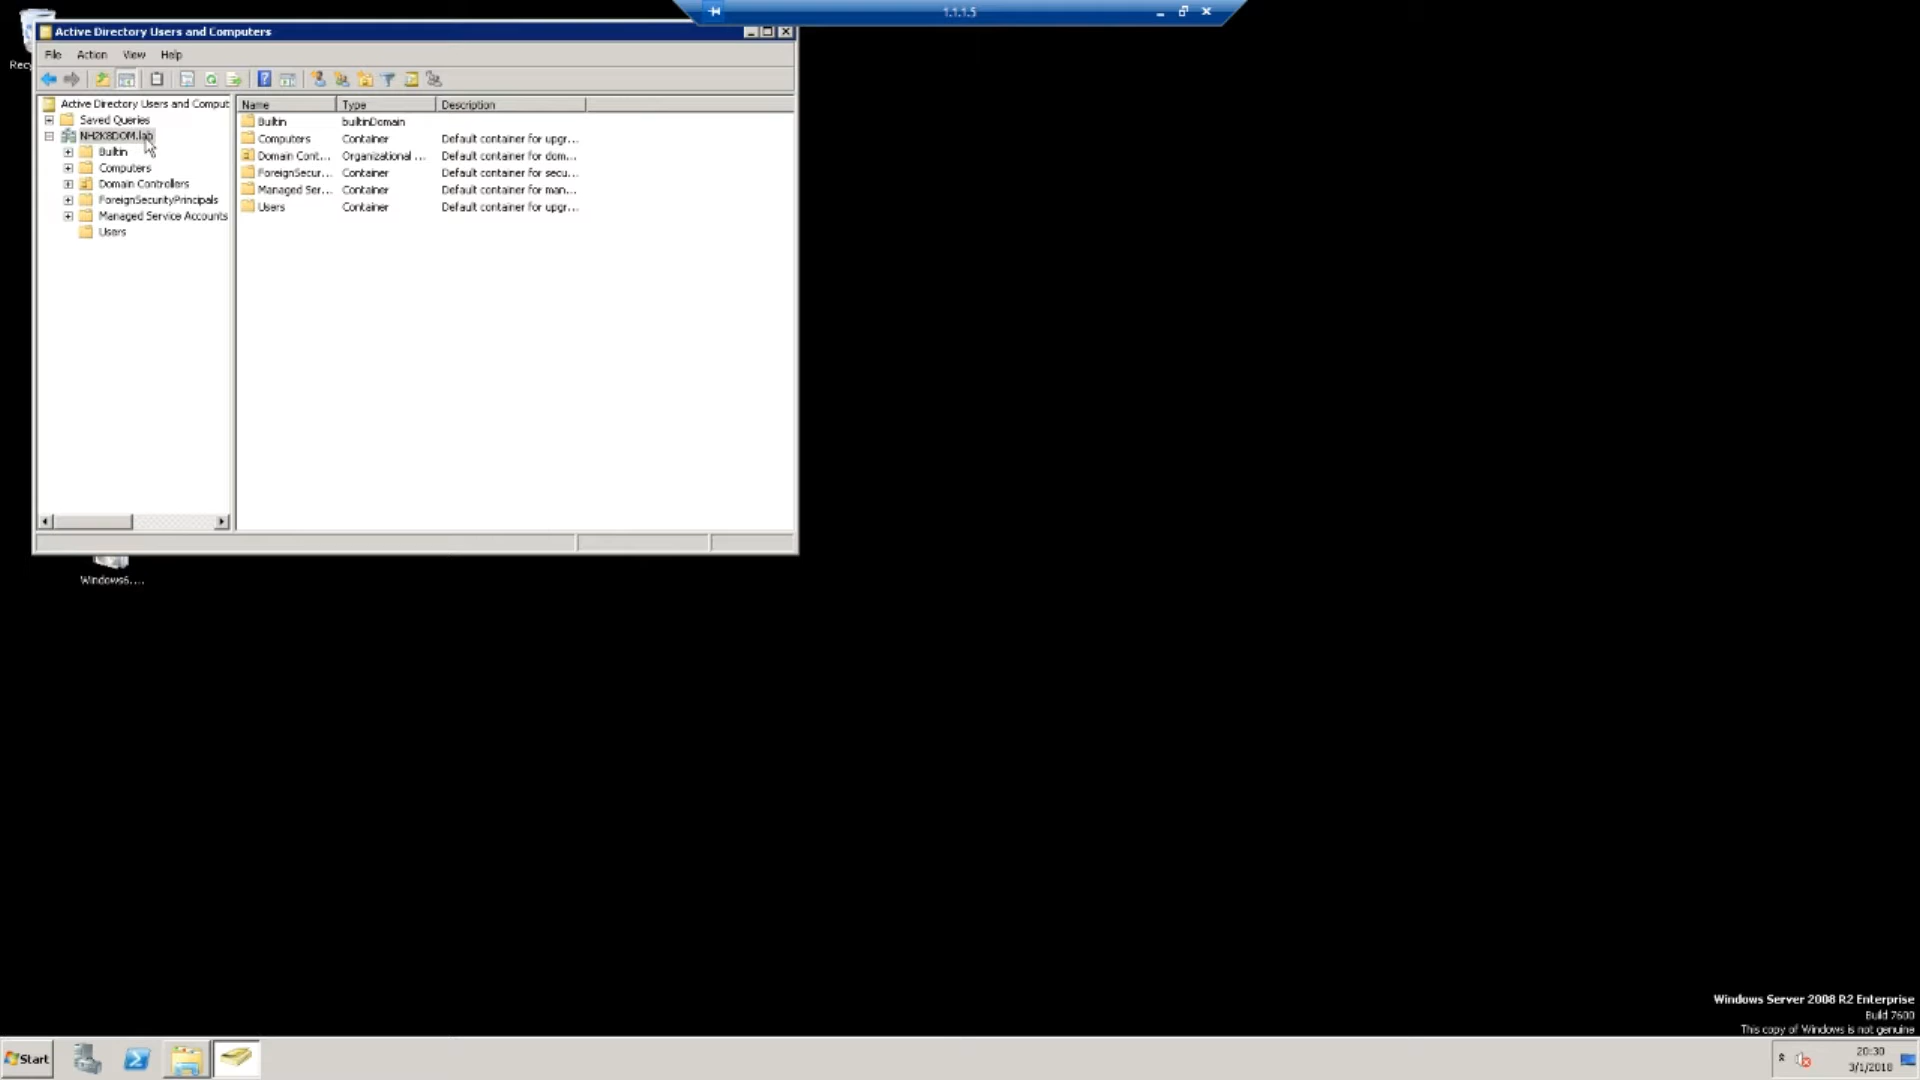 1.1.1.5
Active Directory Users and Computers
File Action View Help
Active Directory Users and Comput
Saved Queries
NH2K8DOM.lab
Builtin
Computers
Domain Controllers
ForeignSecurityPrincipals
Managed Service Accounts
Users
Name Type Description
Builtin builtinDomain
Computers Container Default container for upgr...
Domain Cont... Organizational ... Default container for dom...
ForeignSecur... Container Default container for secu...
Managed Ser... Container Default container for man...
Users Container Default container for upgr...
Rec
Windows6....
Windows Server 2008 R2 Enterprise
Build 7600
This copy of Windows is not genuine
Start
20:30
3/1/2018